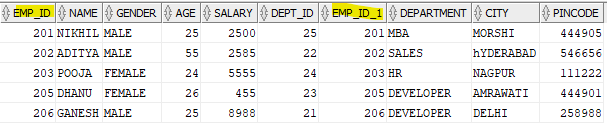 EMP_ID NAME GENDER AGE SALARY DEPT_ID EMP_ID_1 DEPARTMENT CITY PINCODE
201 NIKHIL MALE 25 2500 25 201 MBA MORSHI 444905
202 ADITYA MALE 55 2585 22 202 SALES hYDERABAD 546656
203 POOJA FEMALE 24 5555 24 203 HR NAGPUR 111222
205 DHANU FEMALE 26 455 23 205 DEVELOPER AMRAWATI 444901
206 GANESH MALE 25 8988 21 206 DEVELOPER DELHI 258988